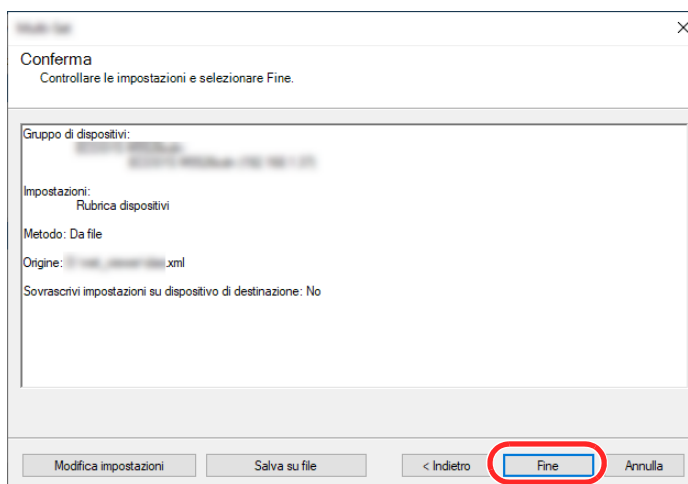 Conferma
Controllare le impostazioni e selezionare Fine.
Gruppo di dispositivi:
Impostazioni:
Rubrica dispositivi
Metodo: Da file
Origine: .xml
Sovrascrivi impostazioni su dispositivo di destinazione: No
Modifica impostazioni
Salva su file
< Indietro
Fine
Annulla